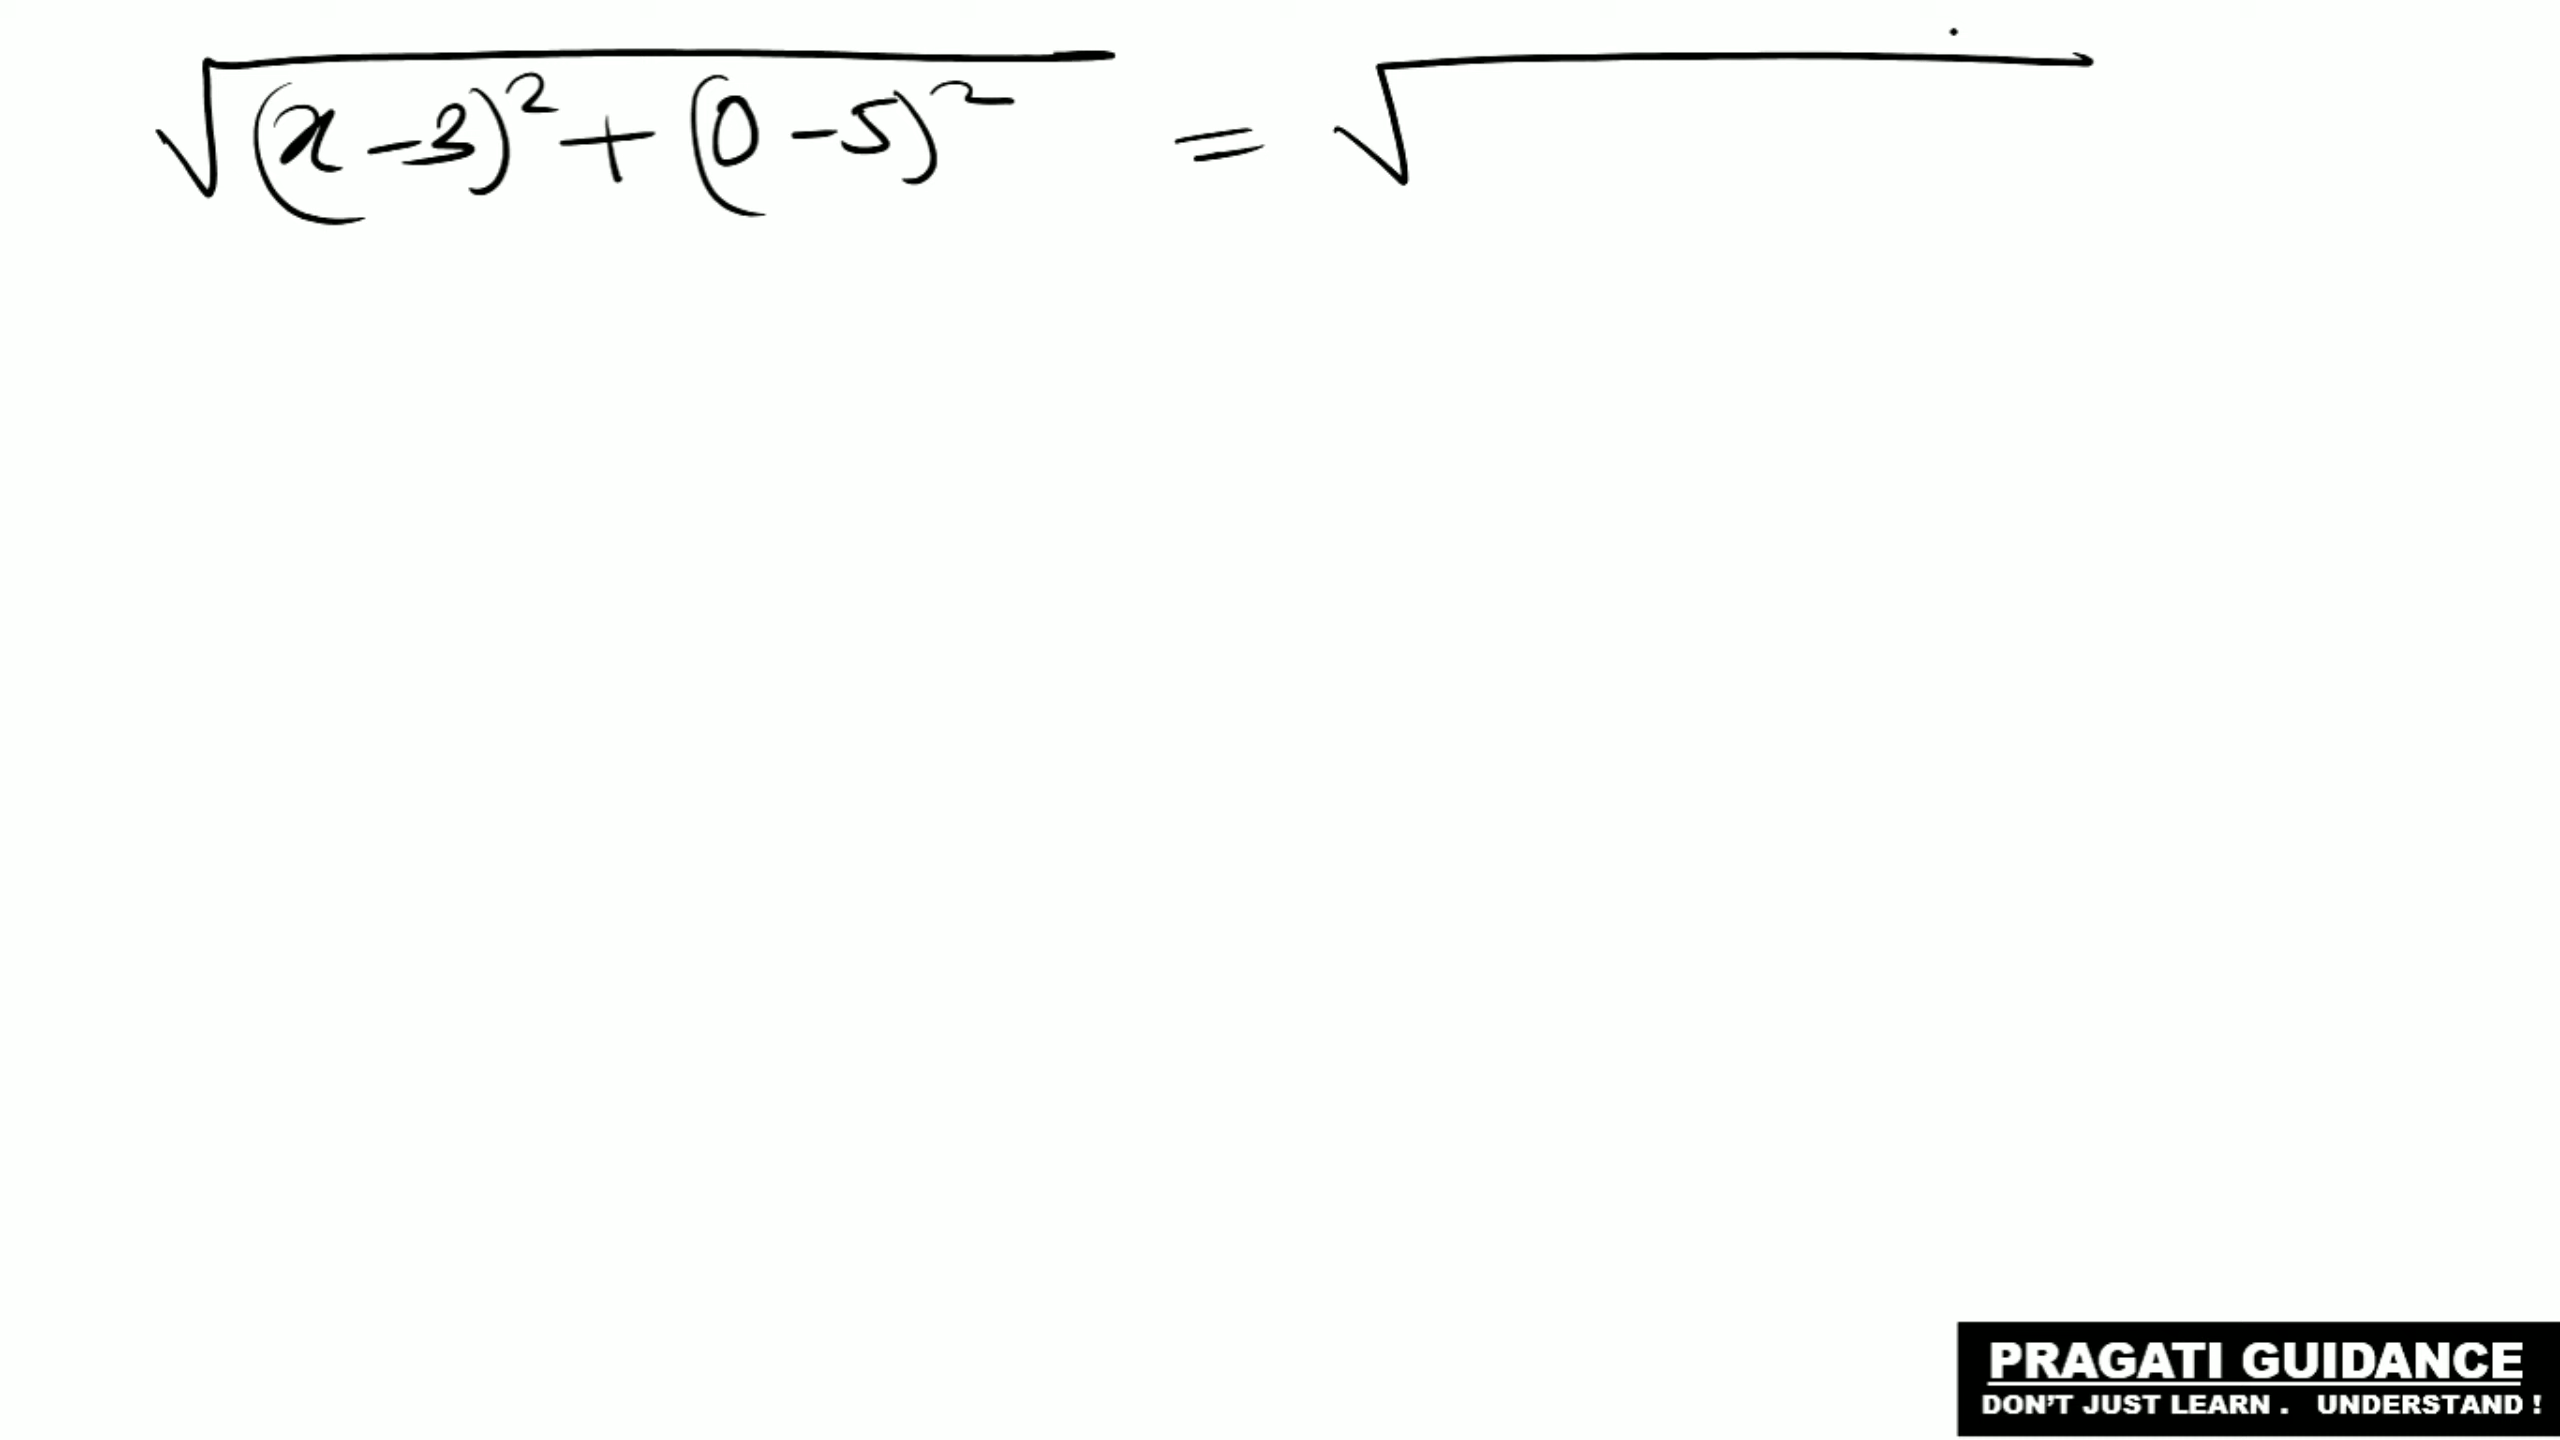 √(x-3)²+(0-5)² = √
PRAGATI GUIDANCE
DON'T JUST LEARN . UNDERSTAND !